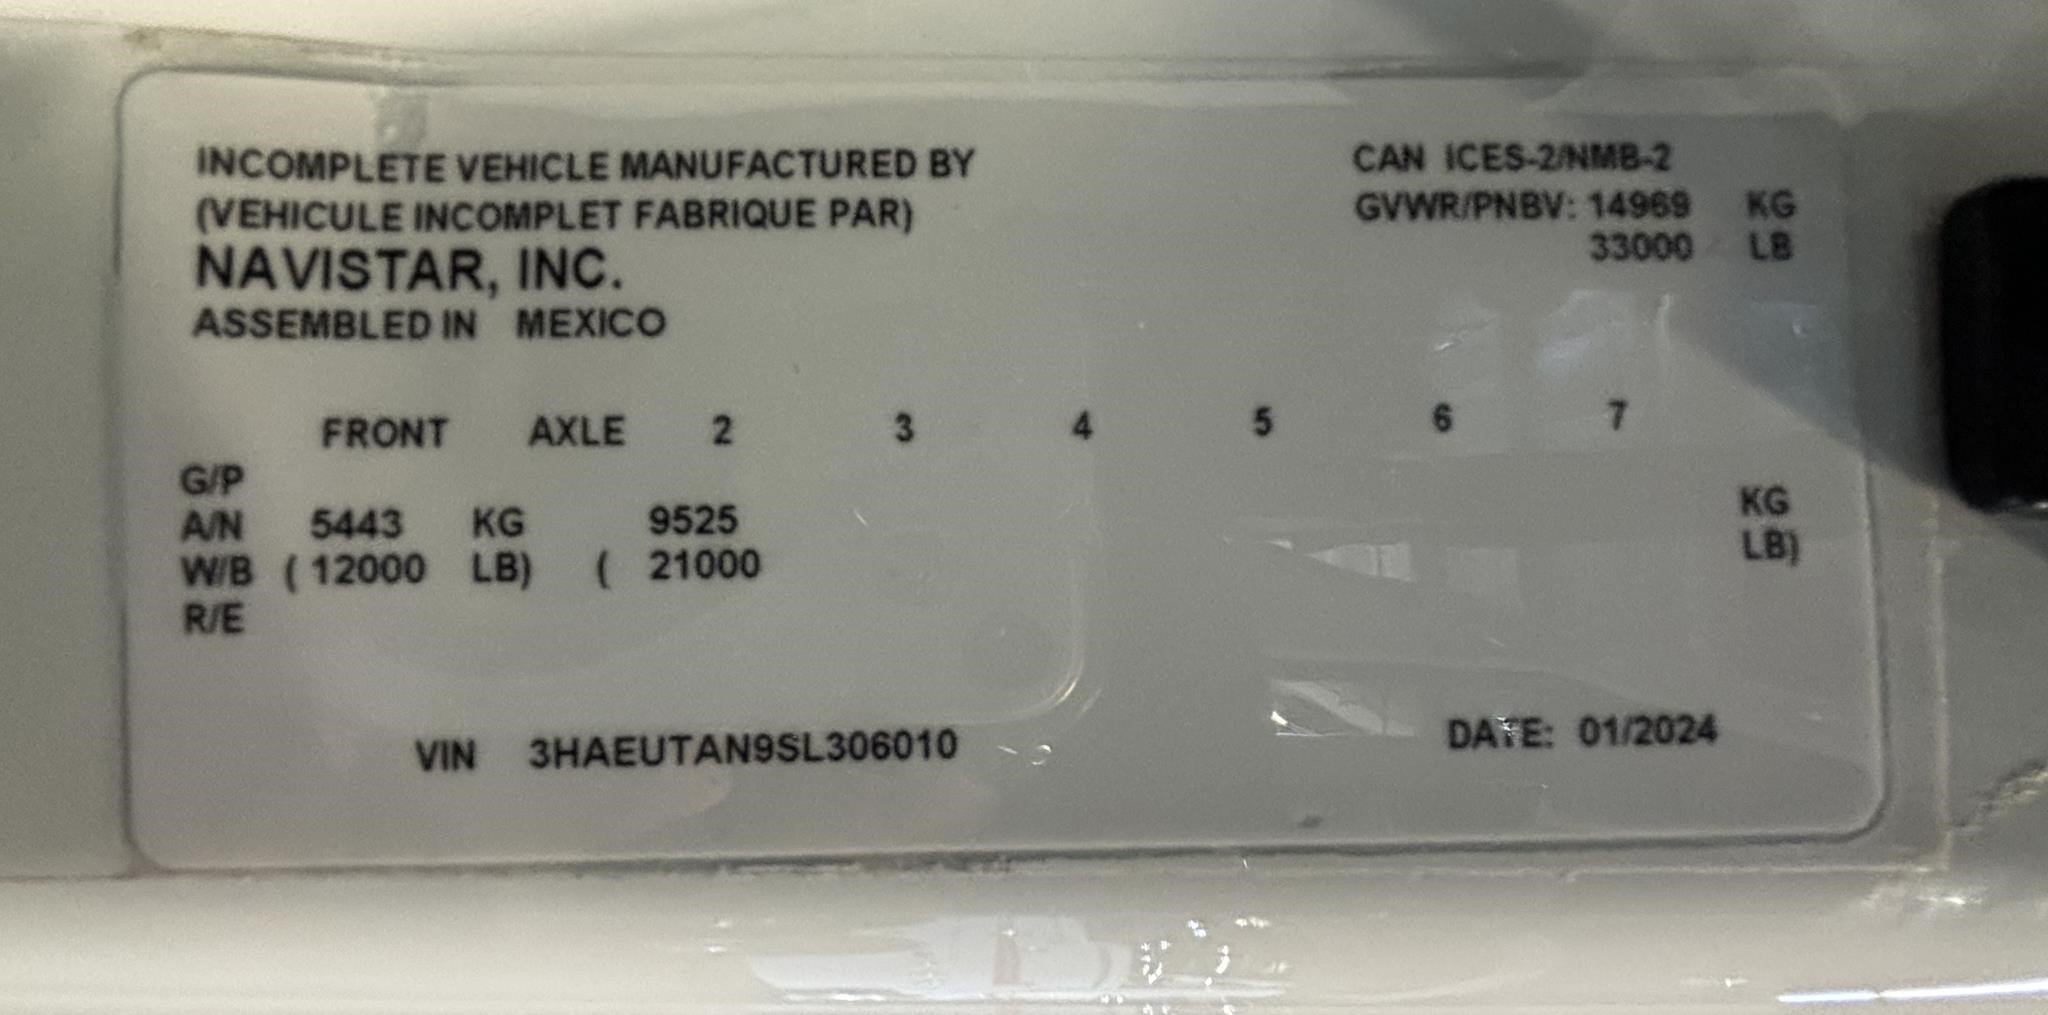 INCOMPLETE VEHICLE MANUFACTURED BY
(VEHICULE INCOMPLET FABRIQUE PAR)
NAVISTAR, INC.
ASSEMBLED IN MEXICO
CAN ICES-2/NMB-2
GVWR/PNBV: 14969 KG
33000 LB
FRONT AXLE 2 3 4 5 6 7
G/P
A/N 5443 KG 9525 KG
W/B ( 12000 LB) ( 21000 LB)
R/E
VIN 3HAEUTAN9SL306010
DATE: 01/2024